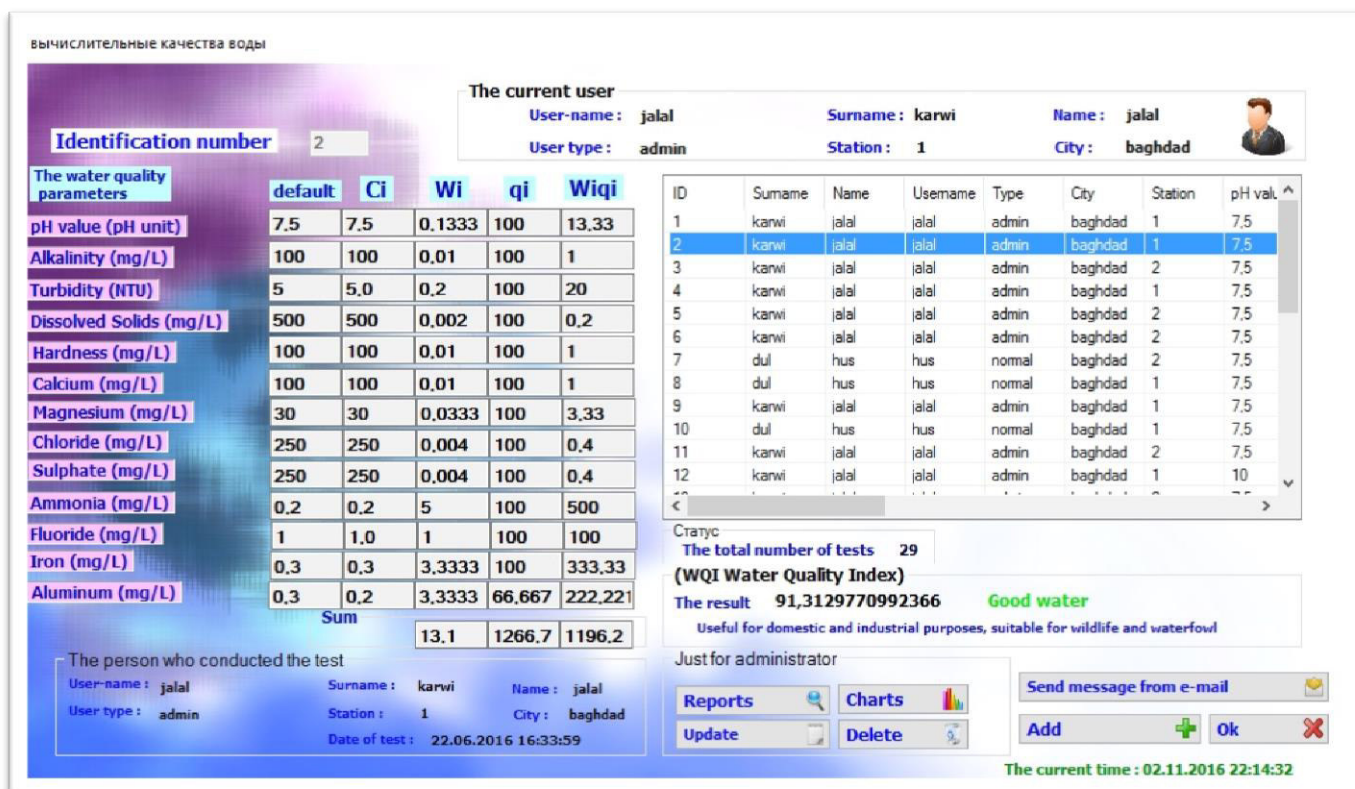 вычислительные качества воды
The current user
User-name : jalal Surname : karwi Name : jalal
User type : admin Station : 1 City : baghdad
Identification number 2
The water quality parameters default Ci Wi qi Wiqi
pH value (pH unit) 7.5 7.5 0.1333 100 13,33
Alkalinity (mg/L) 100 100 0,01 100 1
Turbidity (NTU) 5 5,0 0,2 100 20
Dissolved Solids (mg/L) 500 500 0,002 100 0,2
Hardness (mg/L) 100 100 0,01 100 1
Calcium (mg/L) 100 100 0,01 100 1
Magnesium (mg/L) 30 30 0,0333 100 3,33
Chloride (mg/L) 250 250 0,004 100 0,4
Sulphate (mg/L) 250 250 0,004 100 0,4
Ammonia (mg/L) 0,2 0,2 5 100 500
Fluoride (mg/L) 1 1,0 1 100 100
Iron (mg/L) 0,3 0,3 3,3333 100 333,33
Aluminum (mg/L) 0,3 0,2 3,3333 66,667 222,221
Sum 13,1 1266,7 1196,2
The person who conducted the test
User-name : jalal Surname : karwi Name : jalal
User type : admin Station : 1 City : baghdad
Date of test : 22.06.2016 16:33:59
ID Surname Name Username Type City Station pH valu
1 karwi jalal jalal admin baghdad 1 7,5
2 karwi jalal jalal admin baghdad 1 7,5
3 karwi jalal jalal admin baghdad 2 7,5
4 karwi jalal jalal admin baghdad 1 7,5
5 karwi jalal jalal admin baghdad 2 7,5
6 karwi jalal jalal admin baghdad 2 7,5
7 dul hus hus normal baghdad 2 7,5
8 dul hus hus normal baghdad 1 7,5
9 karwi jalal jalal admin baghdad 1 7,5
10 dul hus hus normal baghdad 1 7,5
11 karwi jalal jalal admin baghdad 2 7,5
12 karwi jalal jalal admin baghdad 1 10
Статус
The total number of tests 29
(WQI Water Quality Index)
The result 91,3129770992366 Good water
Useful for domestic and industrial purposes, suitable for wildlife and waterfowl
Just for administrator
Reports Charts
Update Delete
Send message from e-mail
Add Ok
The current time : 02.11.2016 22:14:32